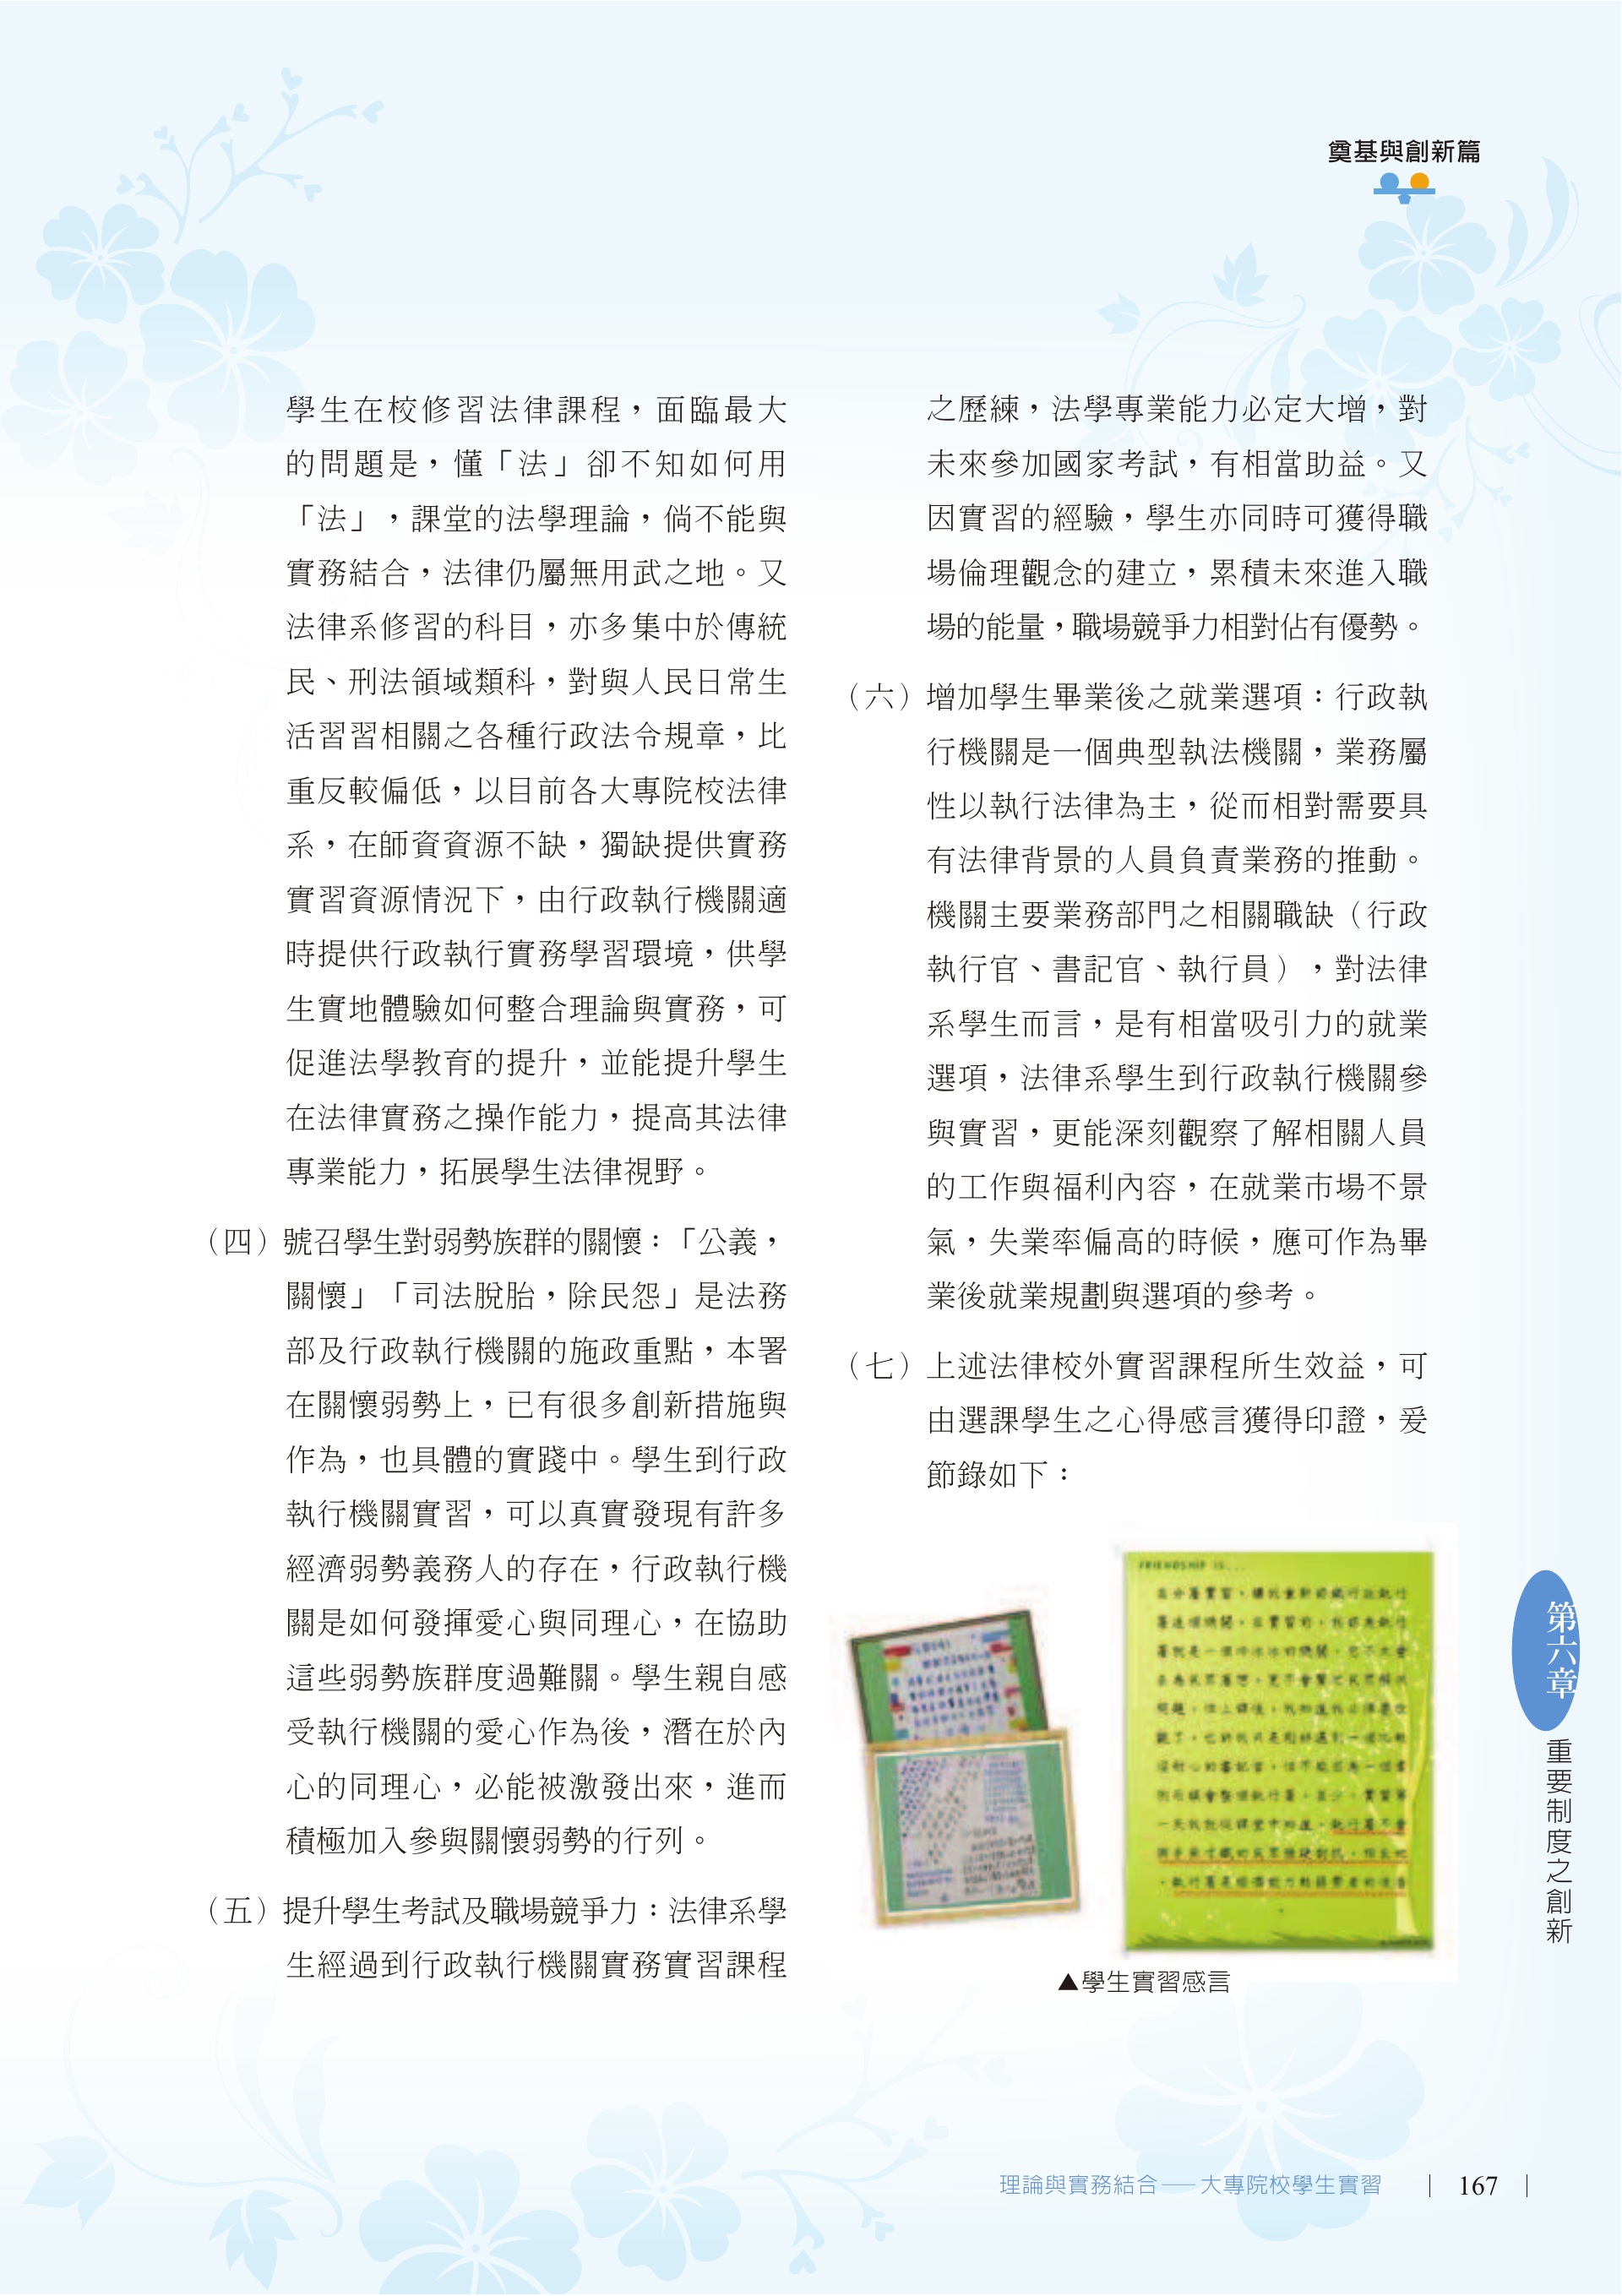 奠基與創新篇
學生在校修習法律課程，面臨最大
的問題是，懂「法」卻不知如何用
「法」，課堂的法學理論，倘不能與
實務結合，法律仍屬無用武之地。又
法律系修習的科目，亦多集中於傳統
民、刑法領域類科，對與人民日常生
活習習相關之各種行政法令規章，比
重反較偏低，以目前各大專院校法律
系，在師資資源不缺，獨缺提供實務
實習資源情況下，由行政執行機關適
時提供行政執行實務學習環境，供學
生實地體驗如何整合理論與實務，可
促進法學教育的提升，並能提升學生
在法律實務之操作能力，提高其法律
專業能力，拓展學生法律視野。
（四）號召學生對弱勢族群的關懷：「公義，
關懷」「司法脫胎，除民怨」是法務
部及行政執行機關的施政重點，本署
在關懷弱勢上，已有很多創新措施與
作為，也具體的實踐中。學生到行政
執行機關實習，可以真實發現有許多
經濟弱勢義務人的存在，行政執行機
關是如何發揮愛心與同理心，在協助
這些弱勢族群度過難關。學生親自感
受執行機關的愛心作為後，潛在於內
心的同理心，必能被激發出來，進而
積極加入參與關懷弱勢的行列。
（五）提升學生考試及職場競爭力：法律系學
生經過到行政執行機關實務實習課程
之歷練，法學專業能力必定大增，對
未來參加國家考試，有相當助益。又
因實習的經驗，學生亦同時可獲得職
場倫理觀念的建立，累積未來進入職
場的能量，職場競爭力相對佔有優勢。
（六）增加學生畢業後之就業選項：行政執
行機關是一個典型執法機關，業務屬
性以執行法律為主，從而相對需要具
有法律背景的人員負責業務的推動。
機關主要業務部門之相關職缺（行政
執行官、書記官、執行員），對法律
系學生而言，是有相當吸引力的就業
選項，法律系學生到行政執行機關參
與實習，更能深刻觀察了解相關人員
的工作與福利內容，在就業市場不景
氣，失業率偏高的時候，應可作為畢
業後就業規劃與選項的參考。
（七）上述法律校外實習課程所生效益，可
由選課學生之心得感言獲得印證，爰
節錄如下：
FRIENDSHIP IS...
▲學生實習感言
第六章
重要制度之創新
理論與實務結合──大專院校學生實習
167